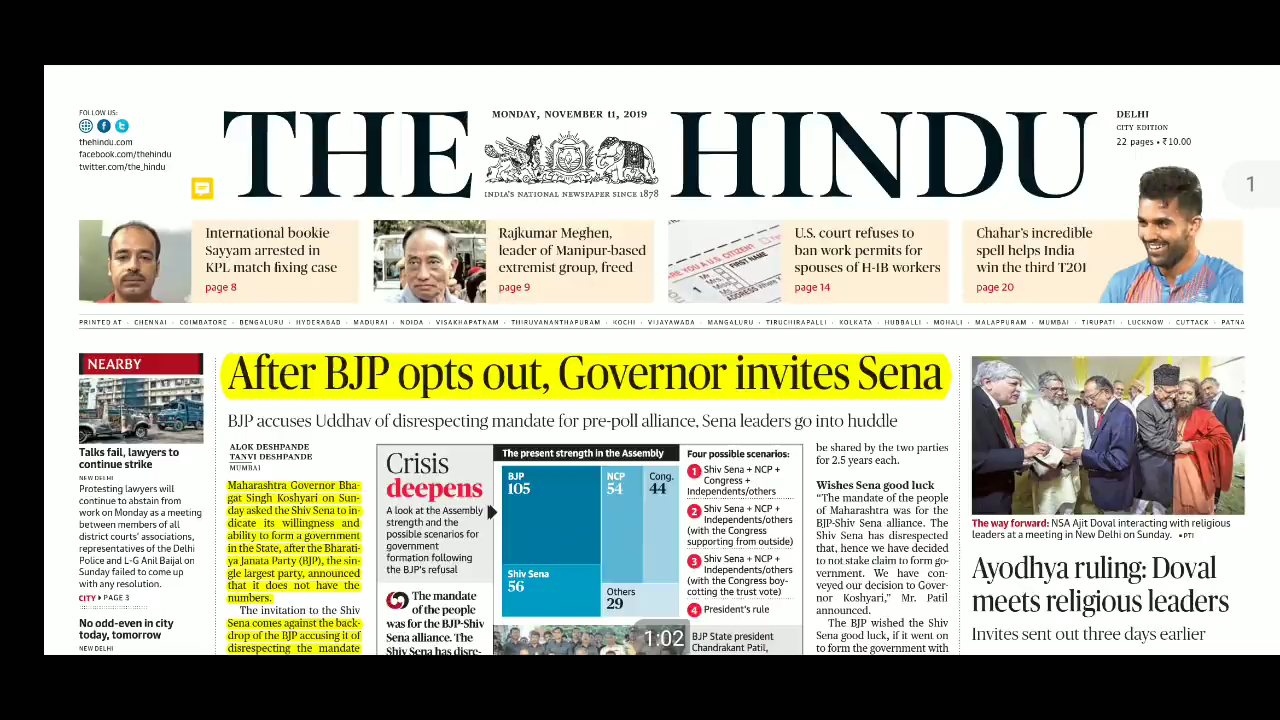 FOLLOW US:
thehindu.com
facebook.com/thehindu
twitter.com/the_hindu
THE HINDU
MONDAY, NOVEMBER 11, 2019
INDIA'S NATIONAL NEWSPAPER SINCE 1878
DELHI
CITY EDITION
22 pages • ₹10.00
1
International bookie
Sayyam arrested in
KPL match fixing case
page 8
Rajkumar Meghen,
leader of Manipur-based
extremist group, freed
page 9
U.S. court refuses to
ban work permits for
spouses of H-1B workers
page 14
Chahar's incredible
spell helps India
win the third T20I
page 20
PRINTED AT · CHENNAI · COIMBATORE · BENGALURU · HYDERABAD · MADURAI · NOIDA · VISAKHAPATNAM · THIRUVANANTHAPURAM · KOCHI · VIJAYAWADA · MANGALURU · TIRUCHIRAPALLI · KOLKATA · HUBBALLI · MOHALI · MALAPPURAM · MUMBAI · TIRUPATI · LUCKNOW · CUTTACK · PATNA
NEARBY
Talks fail, lawyers to
continue strike
NEW DELHI
Protesting lawyers will
continue to abstain from
work on Monday as a meeting
between members of all
district courts' associations,
representatives of the Delhi
Police and L-G Anil Baijal on
Sunday failed to come up
with any resolution.
CITY PAGE 3
No odd-even in city
today, tomorrow
NEW DELHI
After BJP opts out, Governor invites Sena
BJP accuses Uddhav of disrespecting mandate for pre-poll alliance, Sena leaders go into huddle
ALOK DESHPANDE
TANVI DESHPANDE
MUMBAI
Maharashtra Governor Bha-
gat Singh Koshyari on Sun-
day asked the Shiv Sena to in-
dicate its willingness and
ability to form a government
in the State, after the Bharati-
ya Janata Party (BJP), the sin-
gle largest party, announced
that it does not have the
numbers.
The invitation to the Shiv
Sena comes against the back-
drop of the BJP accusing it of
disrespecting the mandate
Crisis
deepens
A look at the Assembly
strength and the
possible scenarios for
government
formation following
the BJP's refusal
The mandate
of the people
was for the BJP-Shiv
Sena alliance. The
Shiv Sena has disre-
The present strength in the Assembly
BJP
105
NCP
54
Cong.
44
Shiv Sena
56
Others
29
1:02
Four possible scenarios:
1 Shiv Sena + NCP +
Congress +
Independents/others
2 Shiv Sena + NCP +
Independents/others
(with the Congress
supporting from outside)
3 Shiv Sena + NCP +
Independents/others
(with the Congress boy-
cotting the trust vote)
4 President's rule
BJP State president
Chandrakant Patil,
be shared by the two parties
for 2.5 years each.
Wishes Sena good luck
“The mandate of the people
of Maharashtra was for the
BJP-Shiv Sena alliance. The
Shiv Sena has disrespected
that, hence we have decided
to not stake claim to form go-
vernment. We have con-
veyed our decision to Gover-
nor Koshyari,” Mr. Patil
announced.
The BJP wished the Shiv
Sena good luck, if it went on
to form the government with
The way forward: NSA Ajit Doval interacting with religious
leaders at a meeting in New Delhi on Sunday. • PTI
Ayodhya ruling: Doval
meets religious leaders
Invites sent out three days earlier